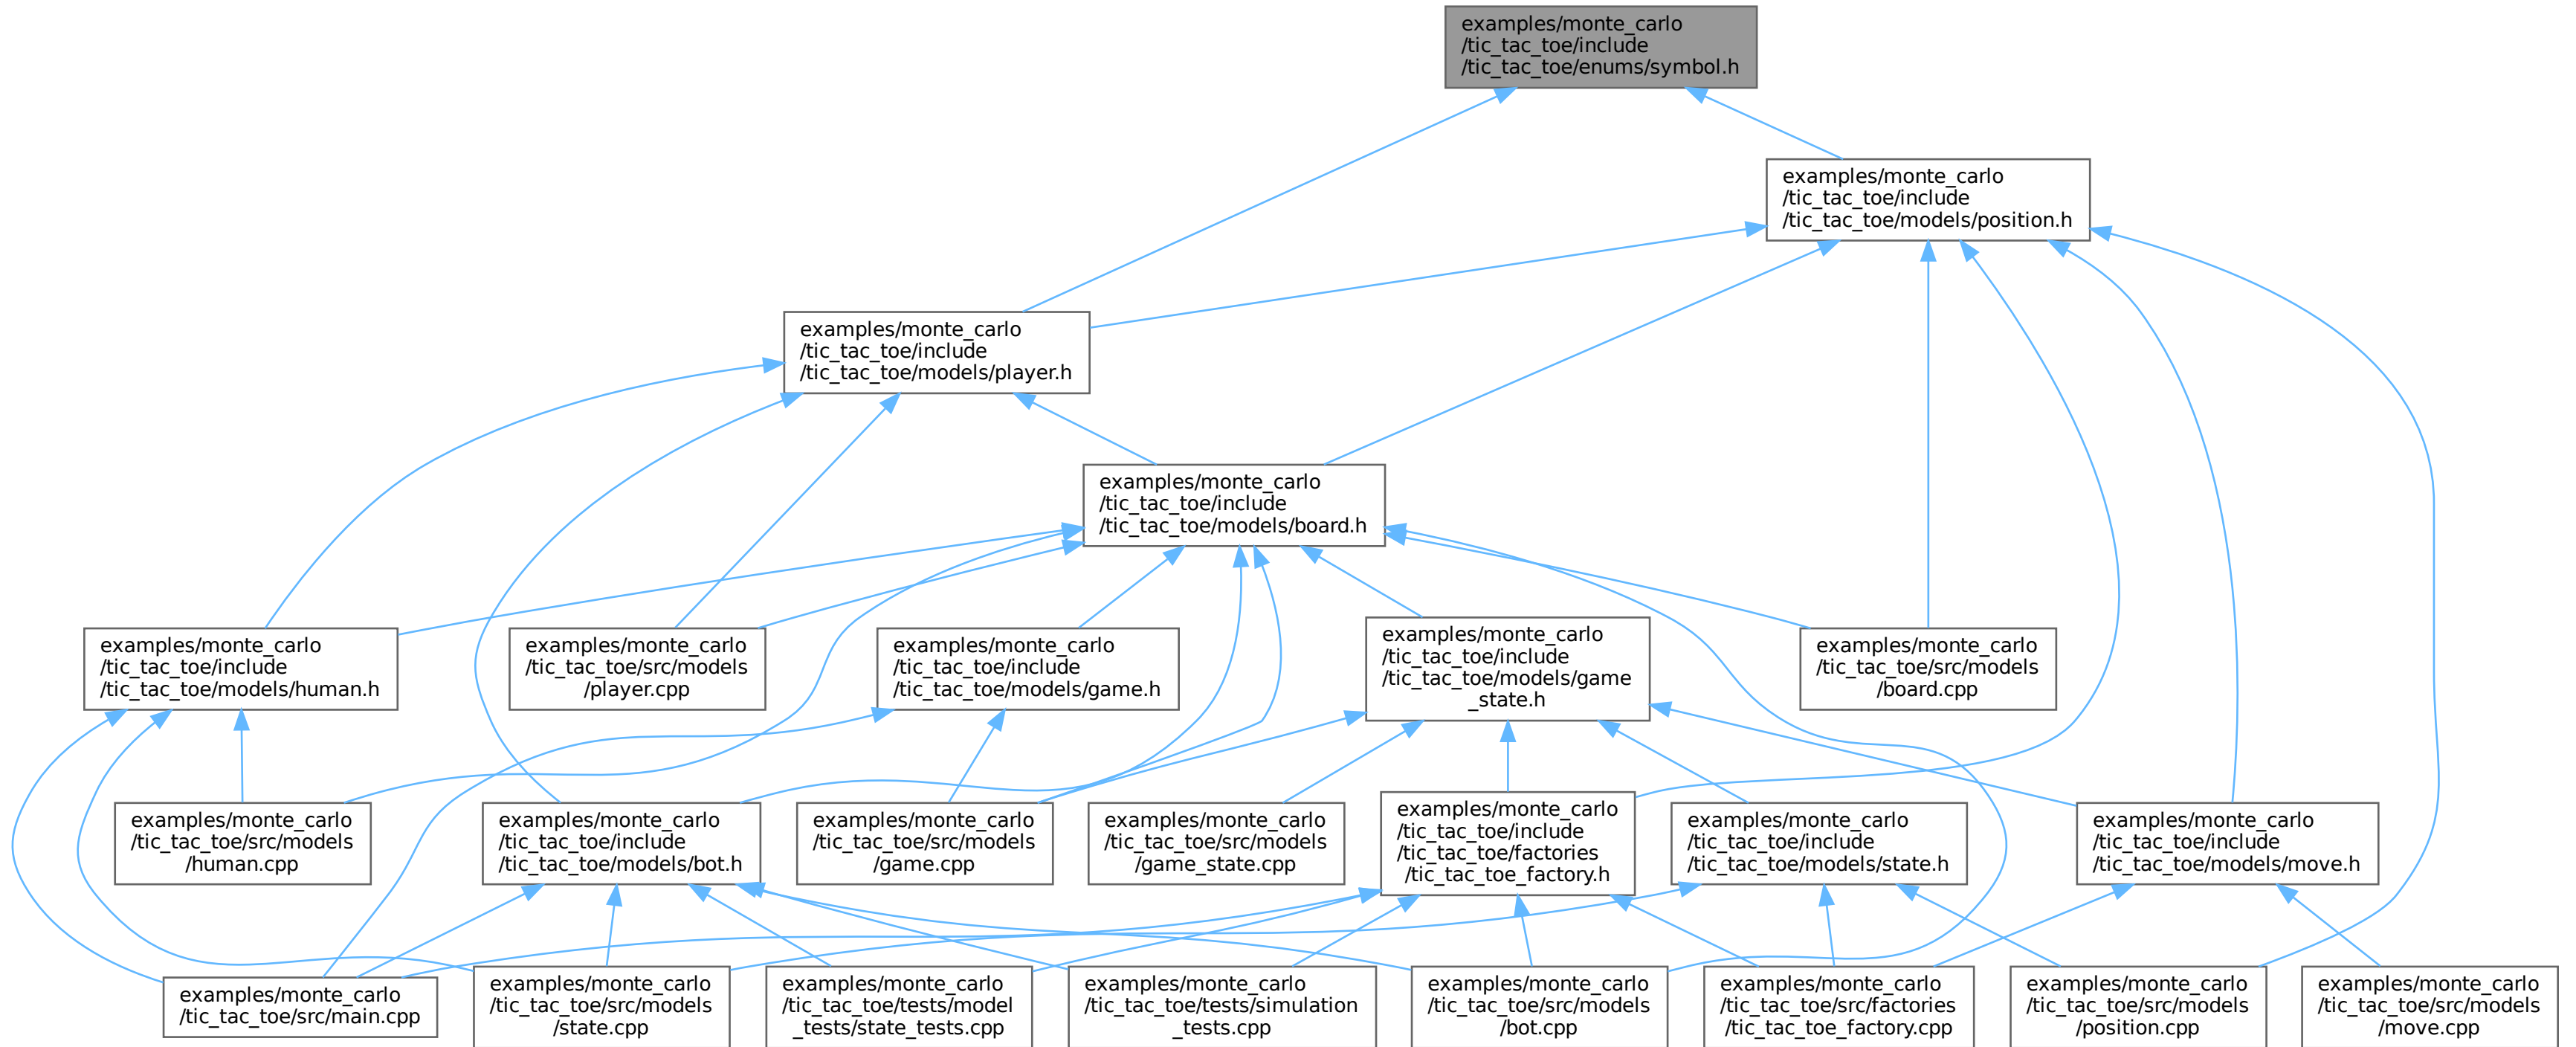 examples/monte_carlo
/tic_tac_toe/include
/tic_tac_toe/enums/symbol.h
examples/monte_carlo
/tic_tac_toe/include
/tic_tac_toe/models/position.h
examples/monte_carlo
/tic_tac_toe/include
/tic_tac_toe/models/player.h
examples/monte_carlo
/tic_tac_toe/include
/tic_tac_toe/models/board.h
examples/monte_carlo
/tic_tac_toe/include
/tic_tac_toe/models/human.h
examples/monte_carlo
/tic_tac_toe/src/models
/player.cpp
examples/monte_carlo
/tic_tac_toe/include
/tic_tac_toe/models/game.h
examples/monte_carlo
/tic_tac_toe/include
/tic_tac_toe/models/game
_state.h
examples/monte_carlo
/tic_tac_toe/src/models
/board.cpp
examples/monte_carlo
/tic_tac_toe/src/models
/human.cpp
examples/monte_carlo
/tic_tac_toe/include
/tic_tac_toe/models/bot.h
examples/monte_carlo
/tic_tac_toe/src/models
/game.cpp
examples/monte_carlo
/tic_tac_toe/src/models
/game_state.cpp
examples/monte_carlo
/tic_tac_toe/include
/tic_tac_toe/factories
/tic_tac_toe_factory.h
examples/monte_carlo
/tic_tac_toe/include
/tic_tac_toe/models/state.h
examples/monte_carlo
/tic_tac_toe/include
/tic_tac_toe/models/move.h
examples/monte_carlo
/tic_tac_toe/src/main.cpp
examples/monte_carlo
/tic_tac_toe/src/models
/state.cpp
examples/monte_carlo
/tic_tac_toe/tests/model
_tests/state_tests.cpp
examples/monte_carlo
/tic_tac_toe/tests/simulation
_tests.cpp
examples/monte_carlo
/tic_tac_toe/src/models
/bot.cpp
examples/monte_carlo
/tic_tac_toe/src/factories
/tic_tac_toe_factory.cpp
examples/monte_carlo
/tic_tac_toe/src/models
/position.cpp
examples/monte_carlo
/tic_tac_toe/src/models
/move.cpp